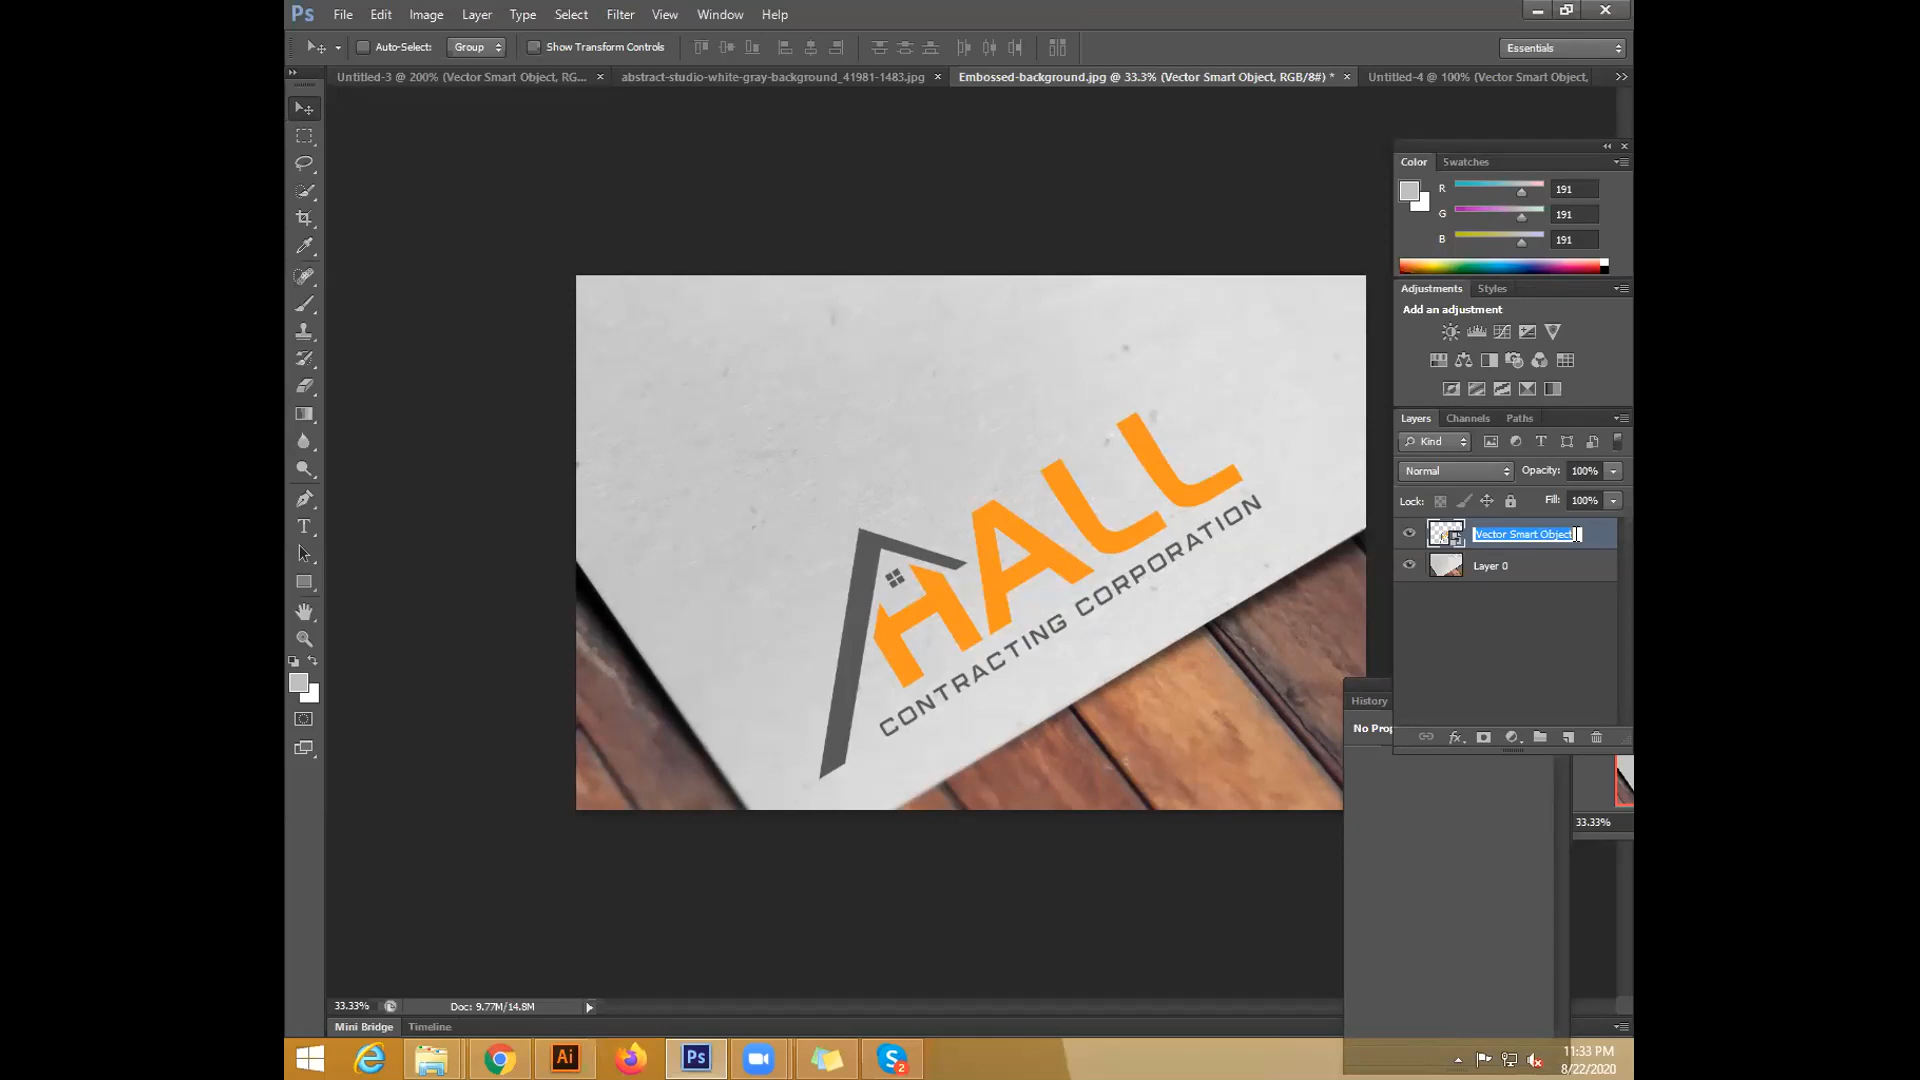 Ps File Edit Image Layer Type Select Filter View Window Help
Auto-Select: Group Show Transform Controls Essentials
Untitled-3 @ 200% (Vector Smart Object, RG... × abstract-studio-white-gray-background_41981-1483.jpg × Embossed-background.jpg @ 33.3% (Vector Smart Object, RGB/8#) * × Untitled-4 @ 100% (Vector Smart Object,
Color Swatches
R 191
G 191
B 191
Adjustments Styles
Add an adjustment
Layers Channels Paths
Kind
Normal Opacity: 100%
Lock: Fill: 100%
Vector Smart Object
Layer 0
HALL
CONTRACTING CORPORATION
History
No Prop
33.33%
33.33% Doc: 9.77M/14.8M
Mini Bridge Timeline
Ai Ps 2
11:33 PM
8/22/2020